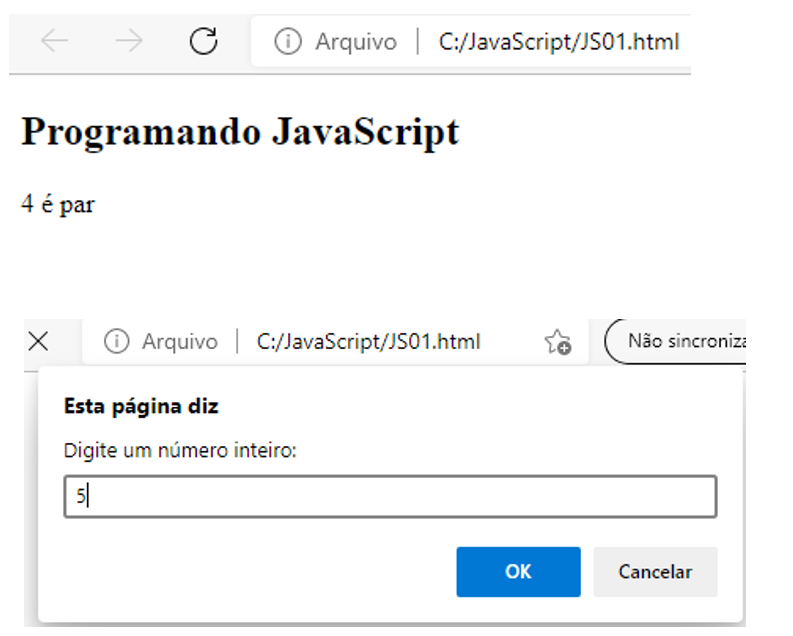 Arquivo | C:/JavaScript/JS01.html
Programando JavaScript
4 é par
Arquivo | C:/JavaScript/JS01.html Não sincroniza
Esta página diz
Digite um número inteiro:
5
OK Cancelar